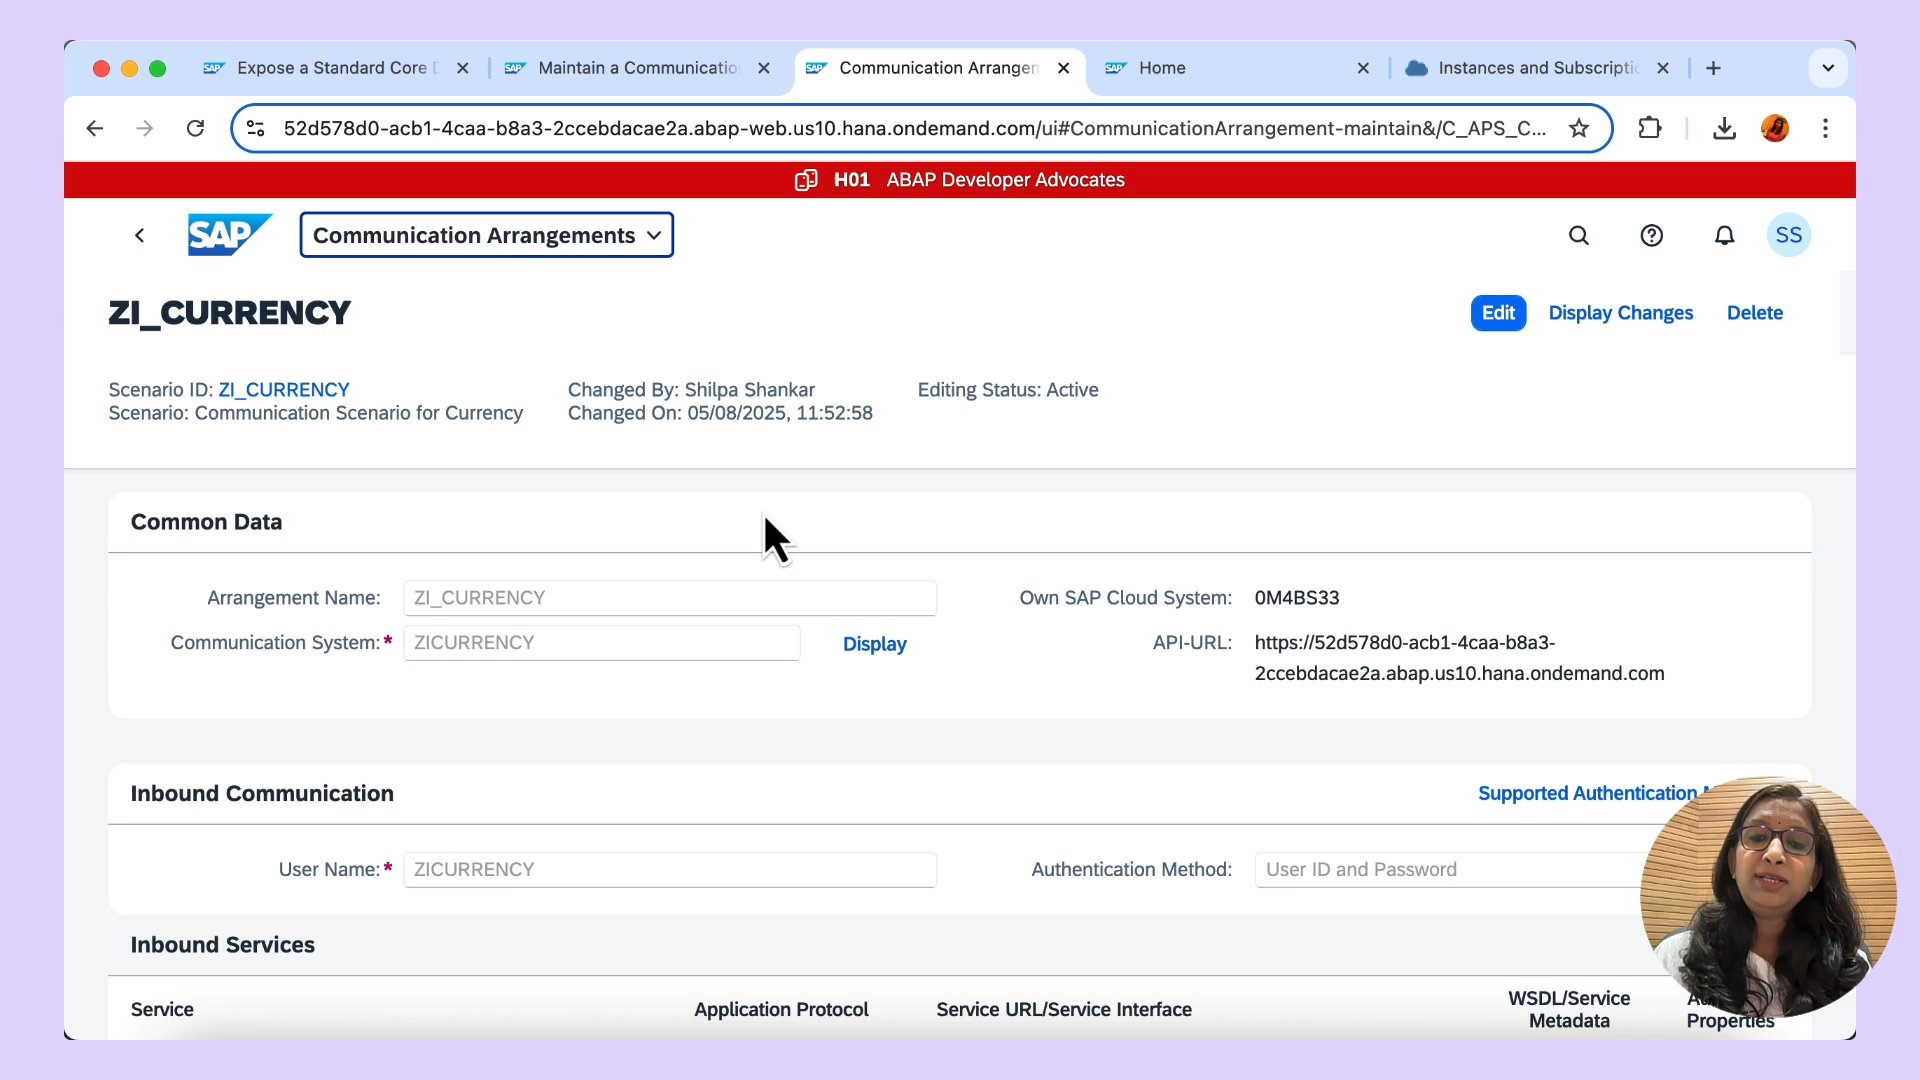 Expose a Standard Core
Maintain a Communicatio
Communication Arrangem
Home
Instances and Subscripti
52d578d0-acb1-4caa-b8a3-2ccebdacae2a.abap-web.us10.hana.ondemand.com/ui#CommunicationArrangement-maintain&/C_APS_C...
H01 ABAP Developer Advocates
SAP Communication Arrangements SS
ZI_CURRENCY
Edit Display Changes Delete
Scenario ID: ZI_CURRENCY
Scenario: Communication Scenario for Currency
Changed By: Shilpa Shankar
Changed On: 05/08/2025, 11:52:58
Editing Status: Active
Common Data
Arrangement Name: ZI_CURRENCY
Communication System:* ZICURRENCY Display
Own SAP Cloud System: 0M4BS33
API-URL: https://52d578d0-acb1-4caa-b8a3-
2ccebdacae2a.abap.us10.hana.ondemand.com
Inbound Communication
Supported Authentication
User Name:* ZICURRENCY
Authentication Method: User ID and Password
Inbound Services
Service
Application Protocol
Service URL/Service Interface
WSDL/Service
Metadata
Properties